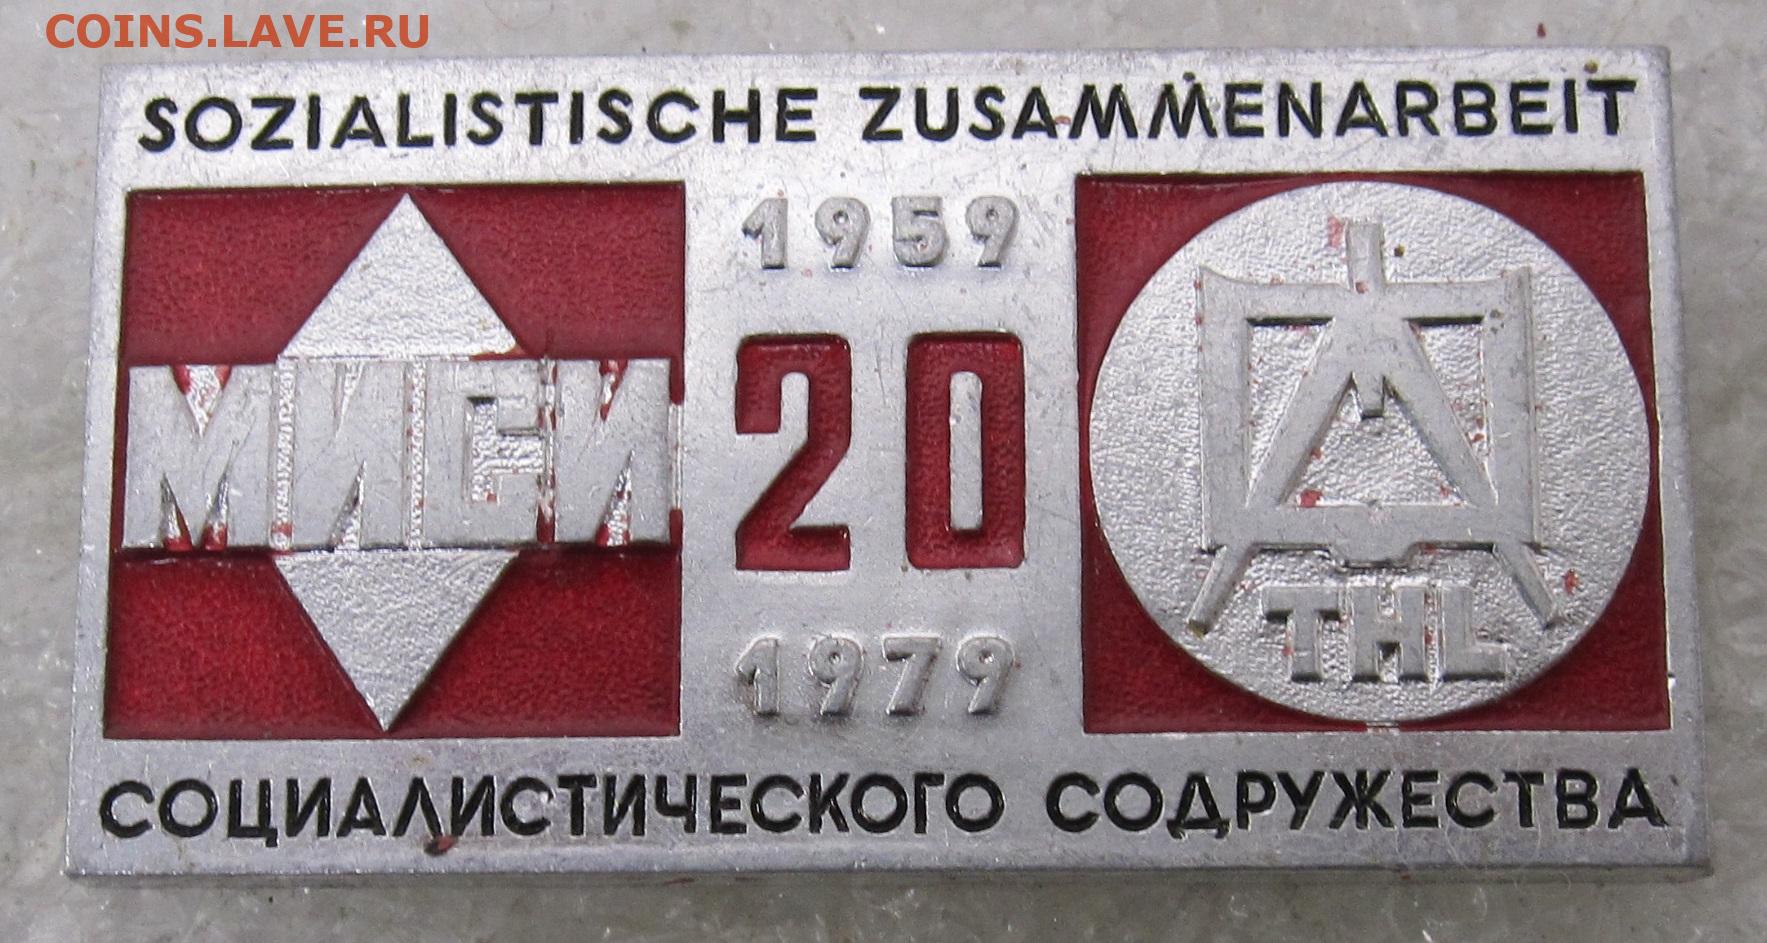 COINS.LAVE.RU
SOZIALISTISCHE ZUSAMMENARBEIT
1959
МИСИ
20
THL
1979
СОЦИАЛИСТИЧЕСКОГО СОДРУЖЕСТВА